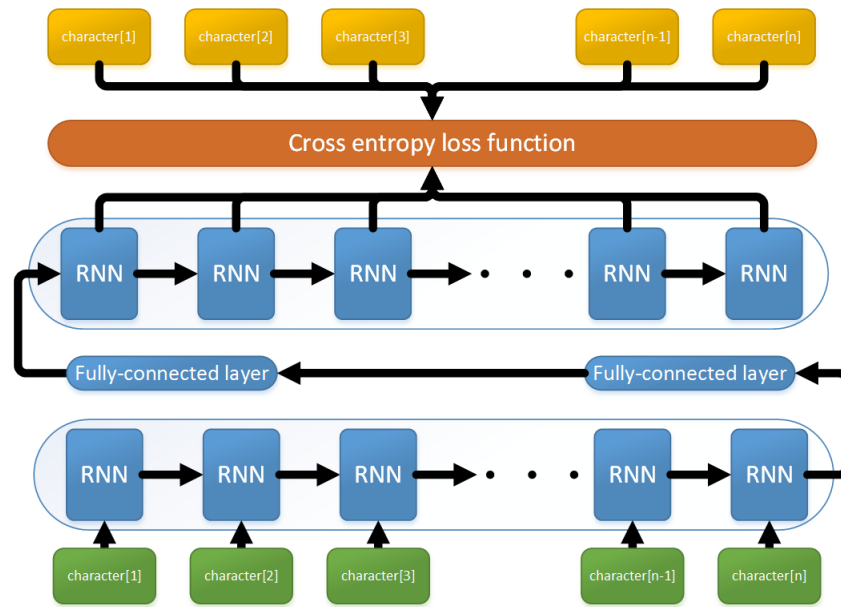 character[1]
character[2]
character[3]
character[n-1]
character[n]
Cross entropy loss function
RNN
RNN
RNN
RNN
RNN
Fully-connected layer
Fully-connected layer
RNN
RNN
RNN
RNN
RNN
character[1]
character[2]
character[3]
character[n-1]
character[n]